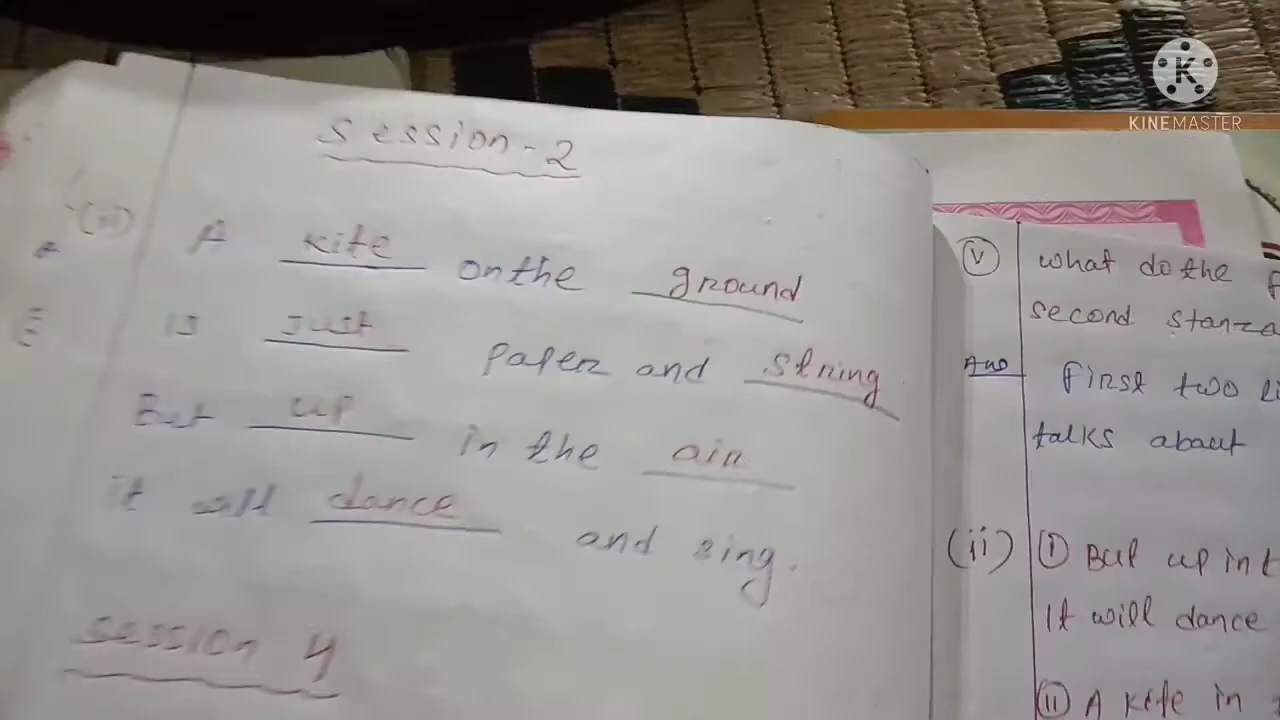 Session-2
(ii) A kite on the ground
is just paper and string
But up in the air
it will dance and sing.
Session 4
(v) what do the
second stanza
Ans First two
talks abaut
(ii) (i) But up in
It will dance
(ii) A kite in
KINEMASTER